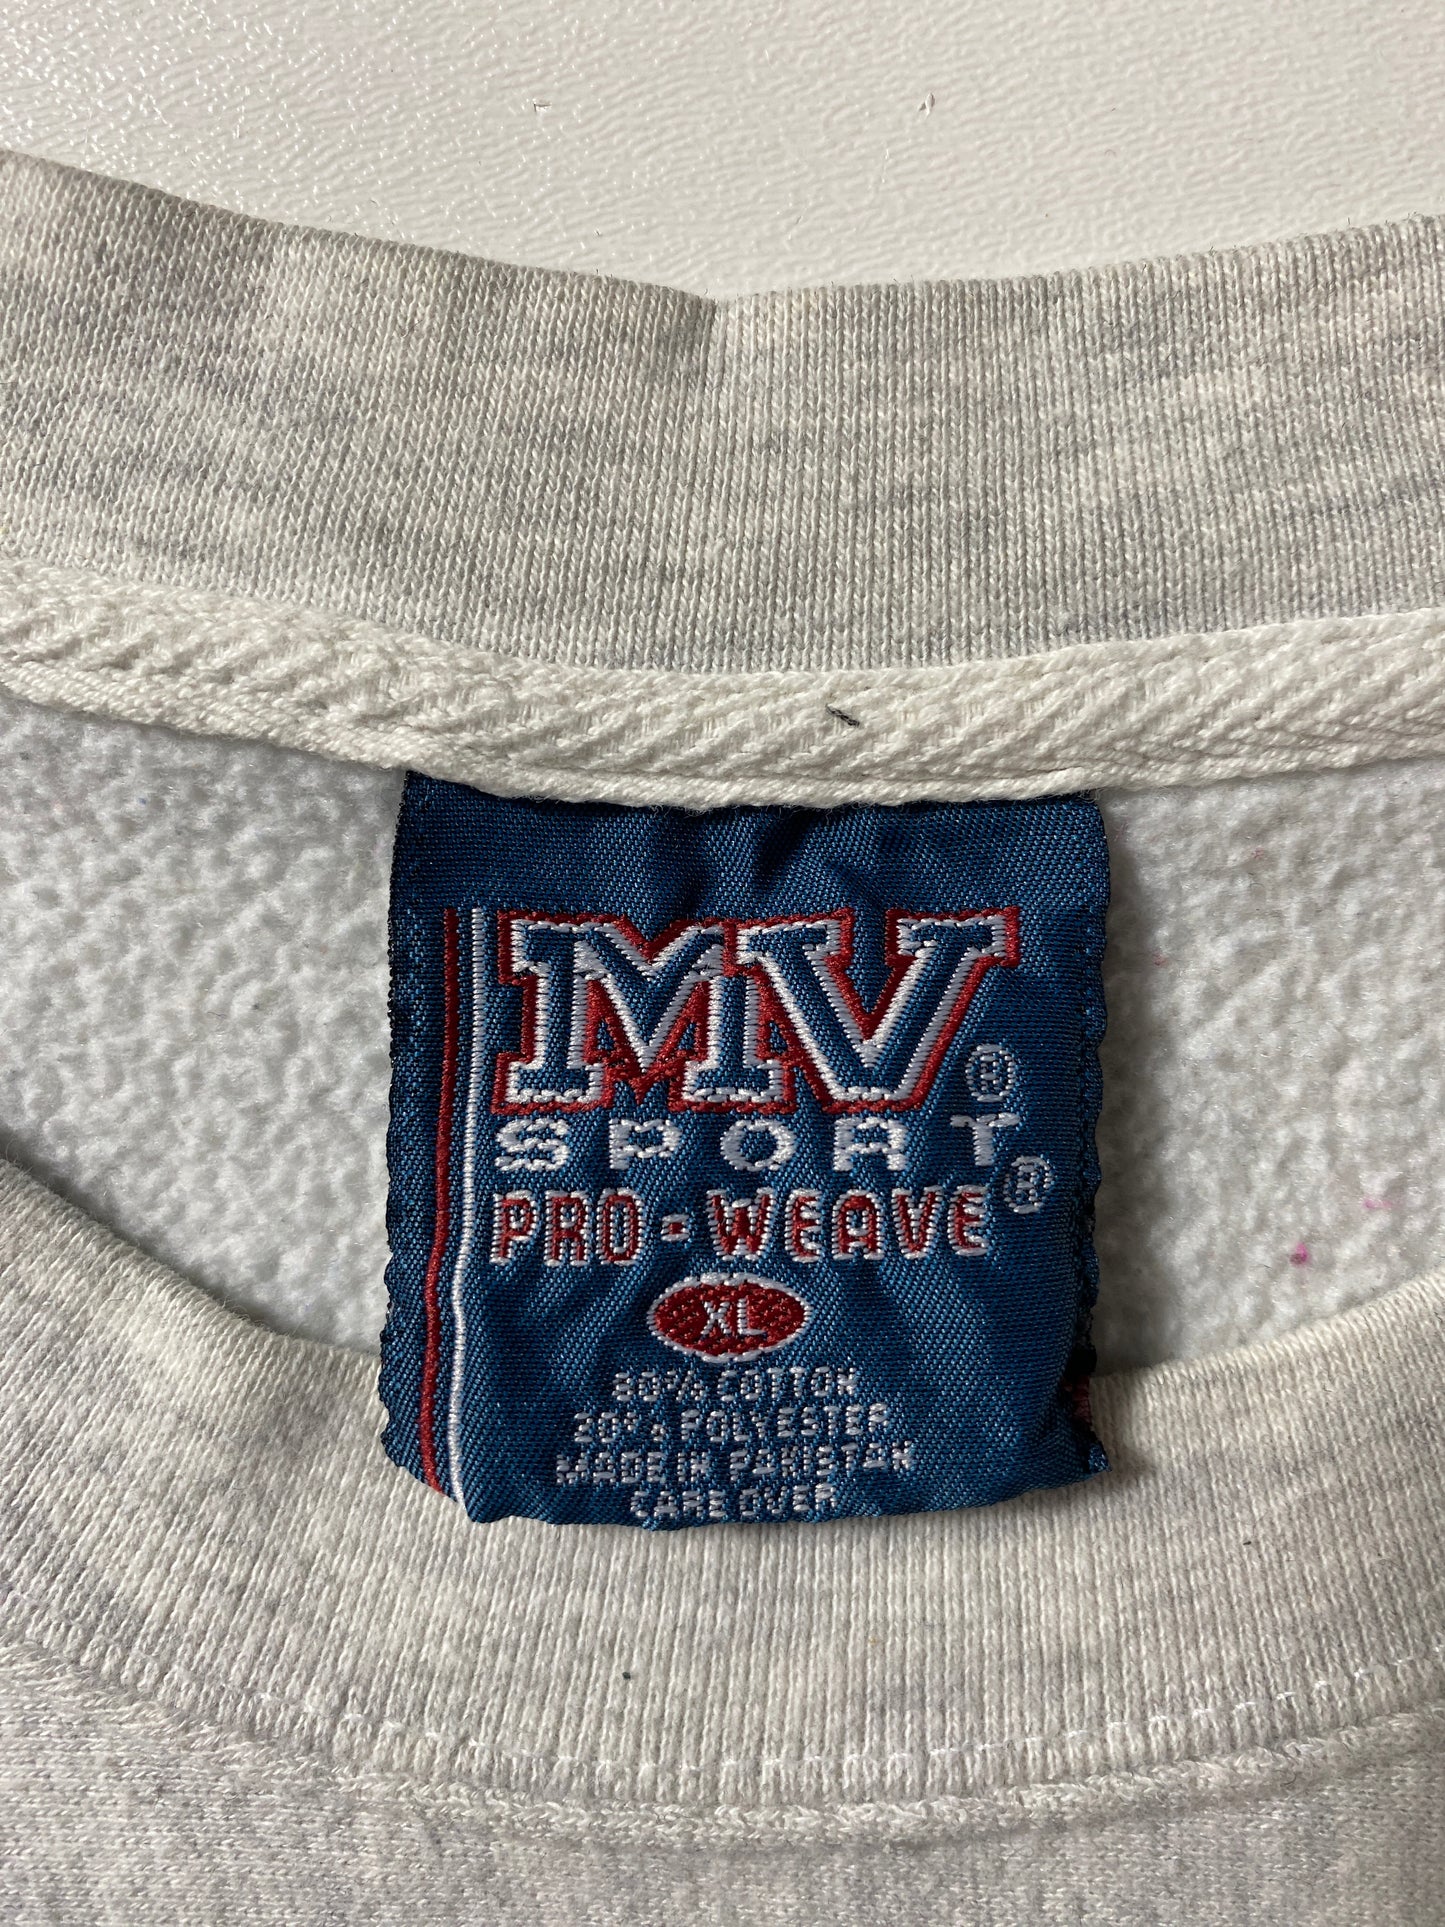 MV®
SPORT
PRO-WEAVE®
XL
80% COTTON
20% POLYESTER
MADE IN PAKISTAN
CARE OVER